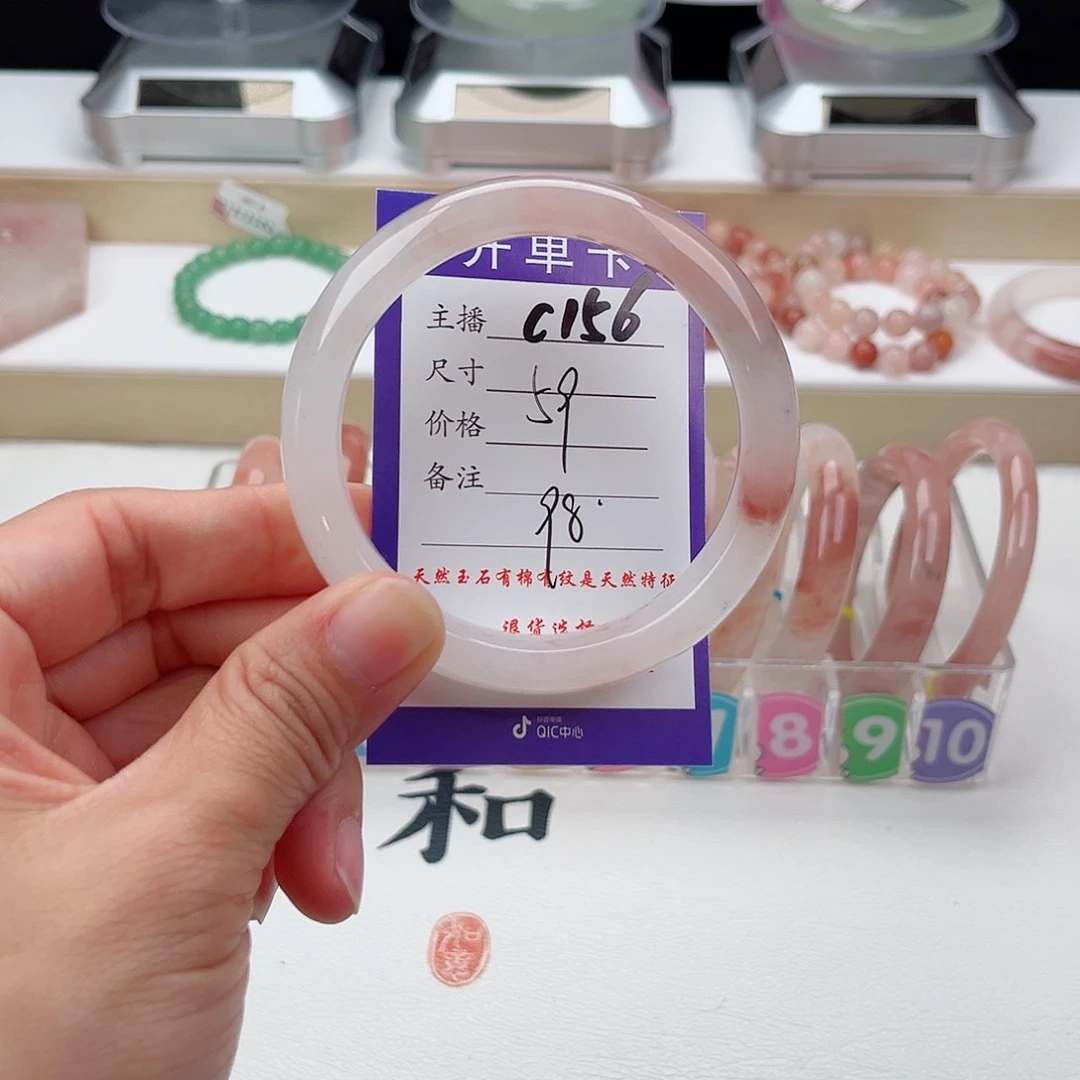 开单卡
主播 C156
尺寸 59
价格
备注 98.
天然玉石有棉有纹是天然特征
退货选择
抖音电商
QIC中心
7 8 9 10
和